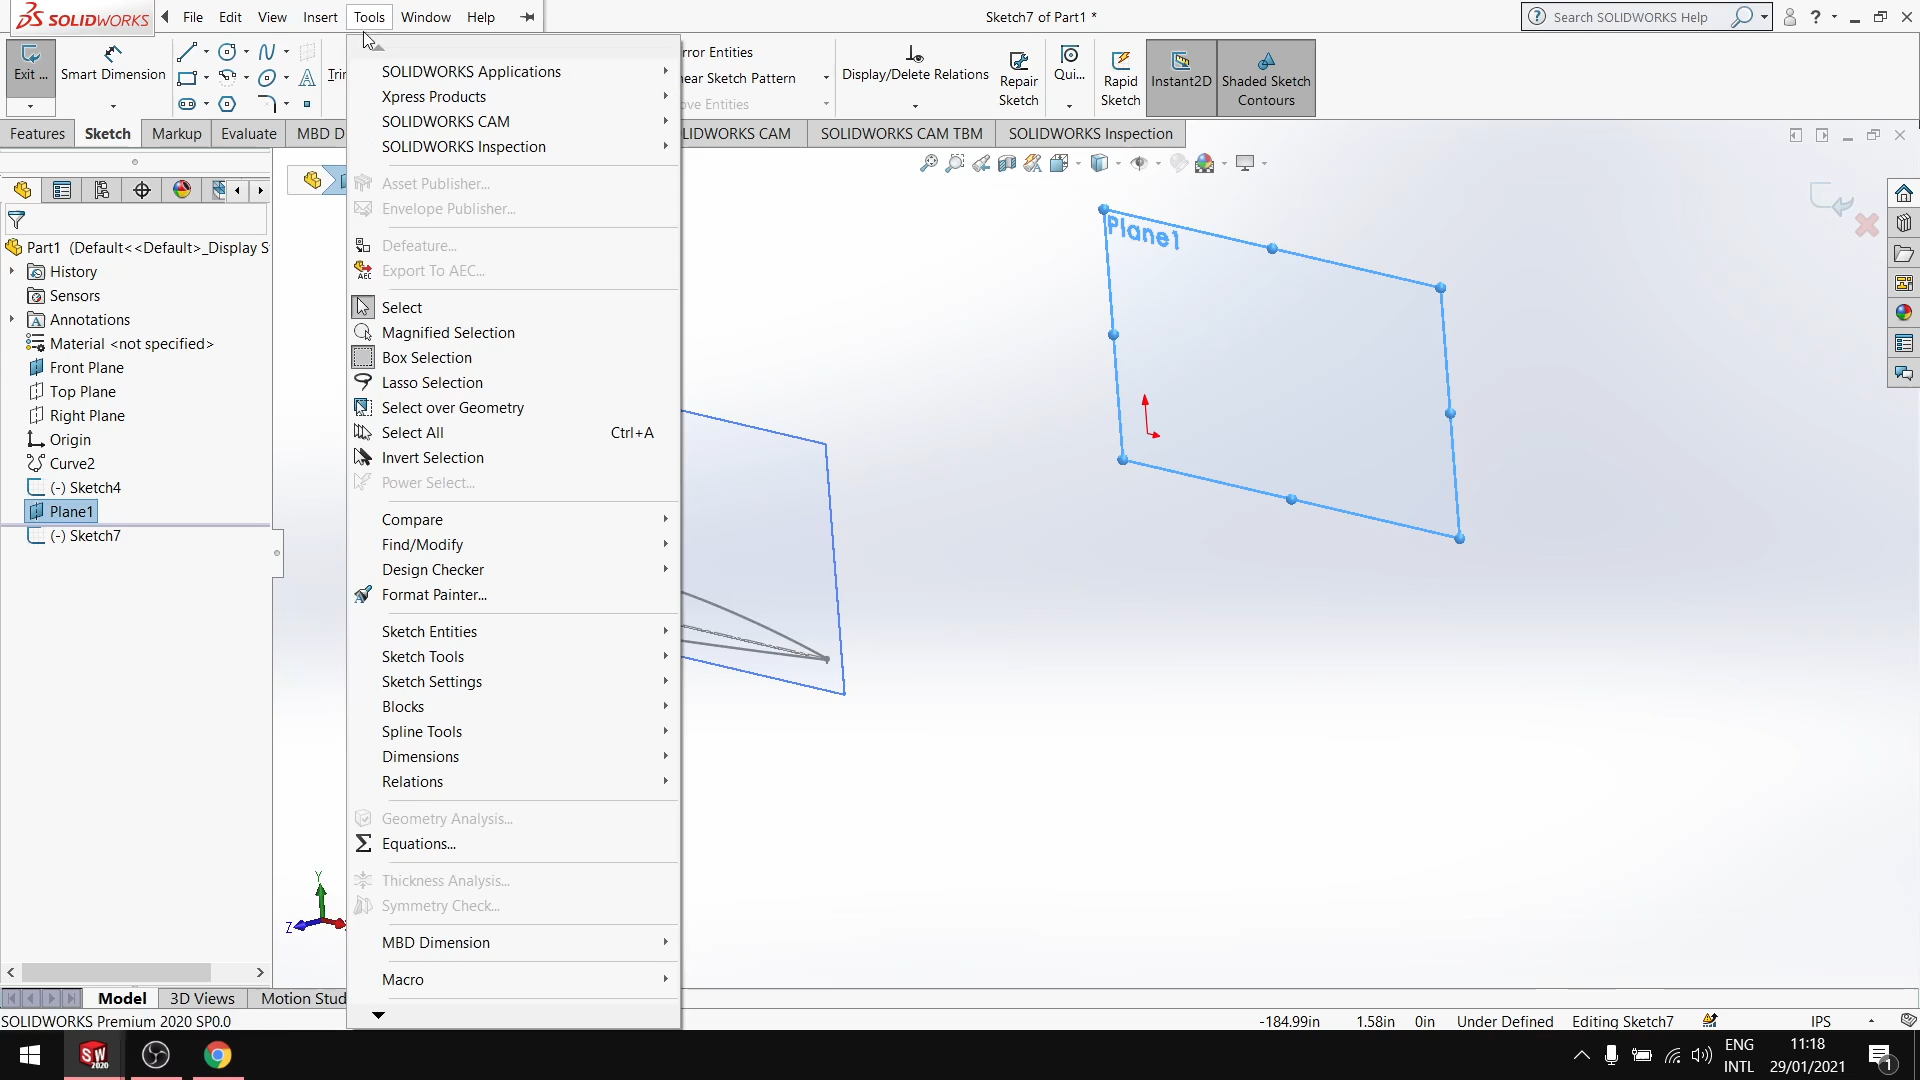 SOLIDWORKS
File Edit View Insert Tools Window Help
Sketch7 of Part1 *
Search SOLIDWORKS Help
Exit ...
Smart Dimension
rror Entities
near Sketch Pattern
ove Entities
Display/Delete Relations
Repair
Sketch
Qui...
Rapid
Sketch
Instant2D
Shaded Sketch
Contours
Features Sketch Markup Evaluate MBD D
LIDWORKS CAM SOLIDWORKS CAM TBM SOLIDWORKS Inspection
Part1 (Default<<Default>_Display S
History
Sensors
Annotations
Material <not specified>
Front Plane
Top Plane
Right Plane
Origin
Curve2
(-) Sketch4
Plane1
(-) Sketch7
SOLIDWORKS Applications
Xpress Products
SOLIDWORKS CAM
SOLIDWORKS Inspection
Asset Publisher...
Envelope Publisher...
Defeature...
Export To AEC...
Select
Magnified Selection
Box Selection
Lasso Selection
Select over Geometry
Select All Ctrl+A
Invert Selection
Power Select...
Compare
Find/Modify
Design Checker
Format Painter...
Sketch Entities
Sketch Tools
Sketch Settings
Blocks
Spline Tools
Dimensions
Relations
Geometry Analysis...
Equations...
Thickness Analysis...
Symmetry Check...
MBD Dimension
Macro
Plane1
Y
Z
Model 3D Views Motion Stud
SOLIDWORKS Premium 2020 SP0.0
-184.99in 1.58in 0in Under Defined Editing Sketch7 IPS
ENG
INTL
11:18
29/01/2021
1